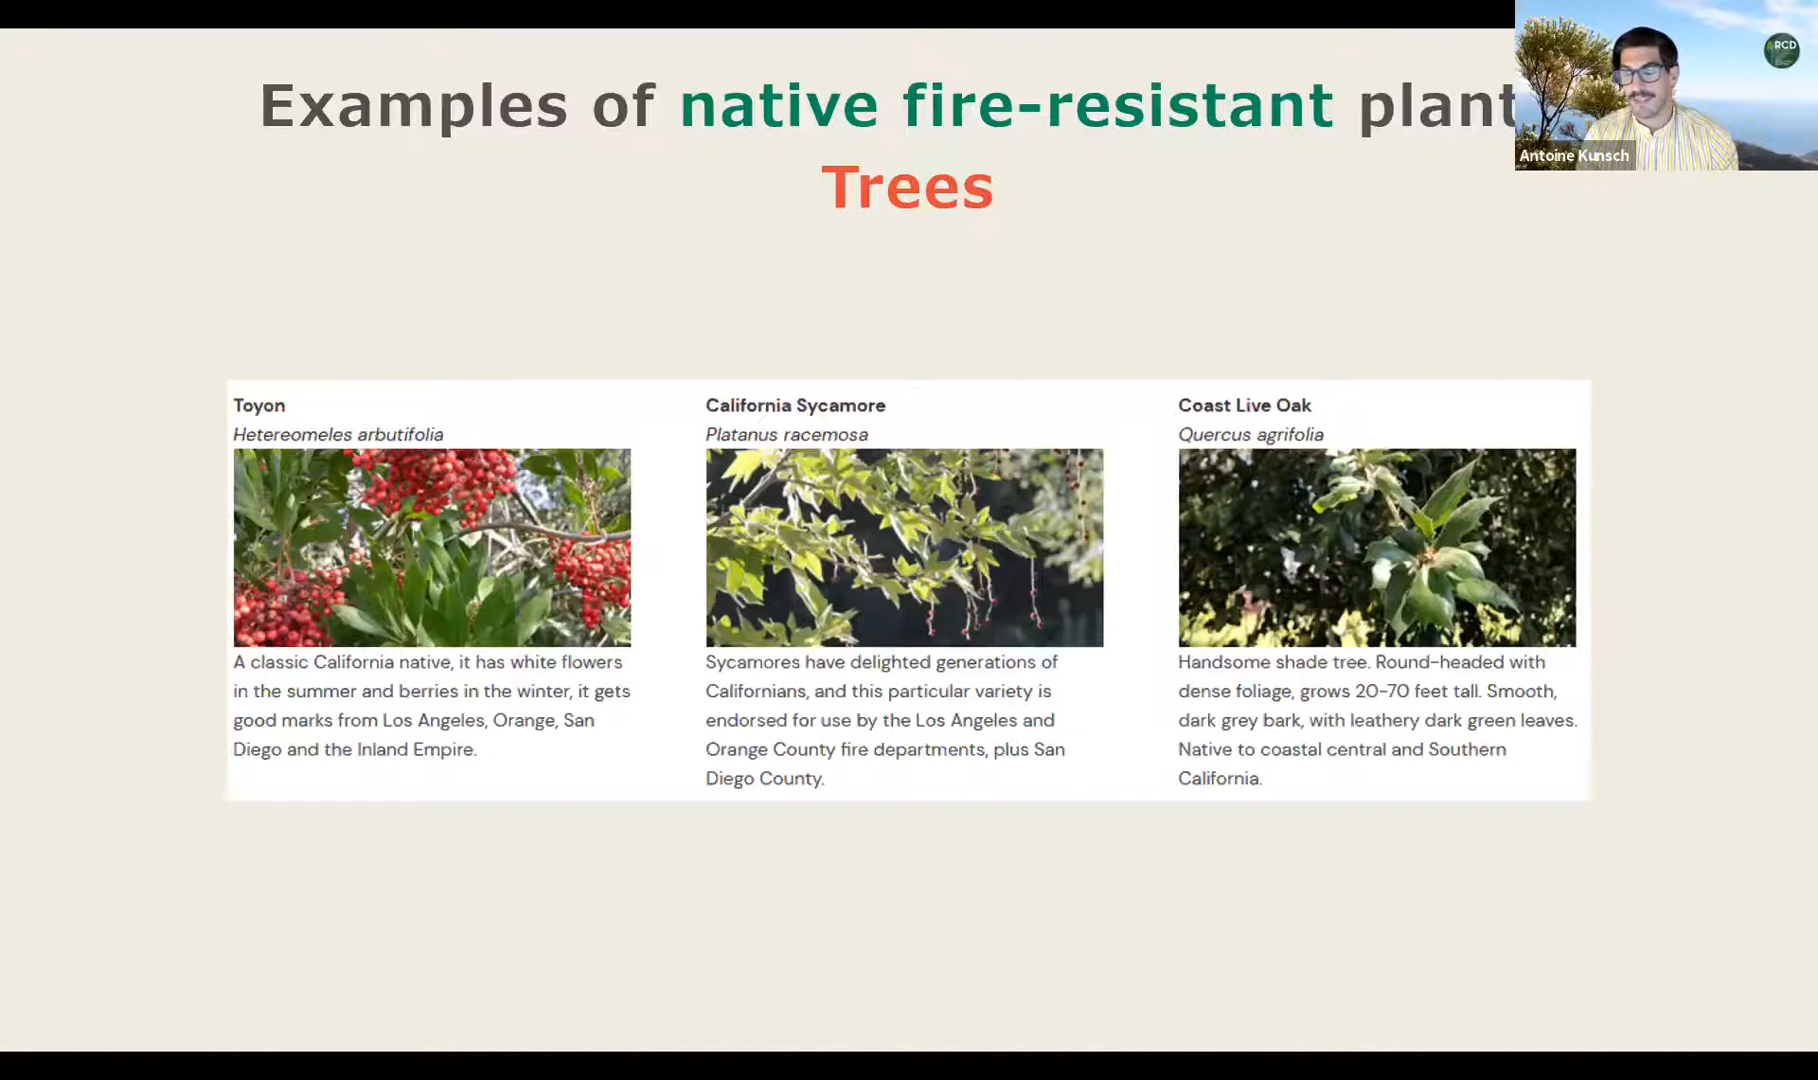 Examples of native fire-resistant plant
Trees
RCD
Antoine Kunsch
Toyon
Hetereomeles arbutifolia
A classic California native, it has white flowers
in the summer and berries in the winter, it gets
good marks from Los Angeles, Orange, San
Diego and the Inland Empire.
California Sycamore
Platanus racemosa
Sycamores have delighted generations of
Californians, and this particular variety is
endorsed for use by the Los Angeles and
Orange County fire departments, plus San
Diego County.
Coast Live Oak
Quercus agrifolia
Handsome shade tree. Round-headed with
dense foliage, grows 20-70 feet tall. Smooth,
dark grey bark, with leathery dark green leaves.
Native to coastal central and Southern
California.